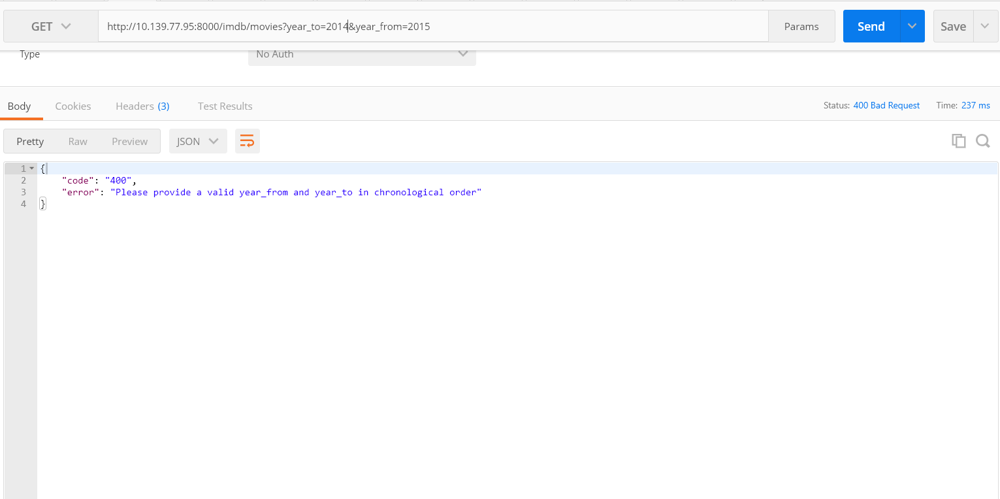 GET http://10.139.77.95:8000/imdb/movies?year_to=2014&year_from=2015 Params Send Save
Type No Auth
Body Cookies Headers (3) Test Results Status: 400 Bad Request Time: 237 ms
Pretty Raw Preview JSON
1 {
2 "code": "400",
3 "error": "Please provide a valid year_from and year_to in chronological order"
4 }